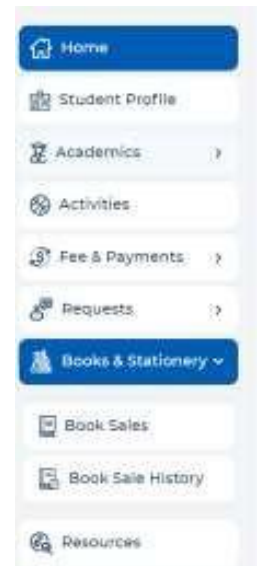 Home
Student Profile
Academics
Activities
Fee & Payments
Requests
Books & Stationery
Book Sales
Book Sale History
Resources